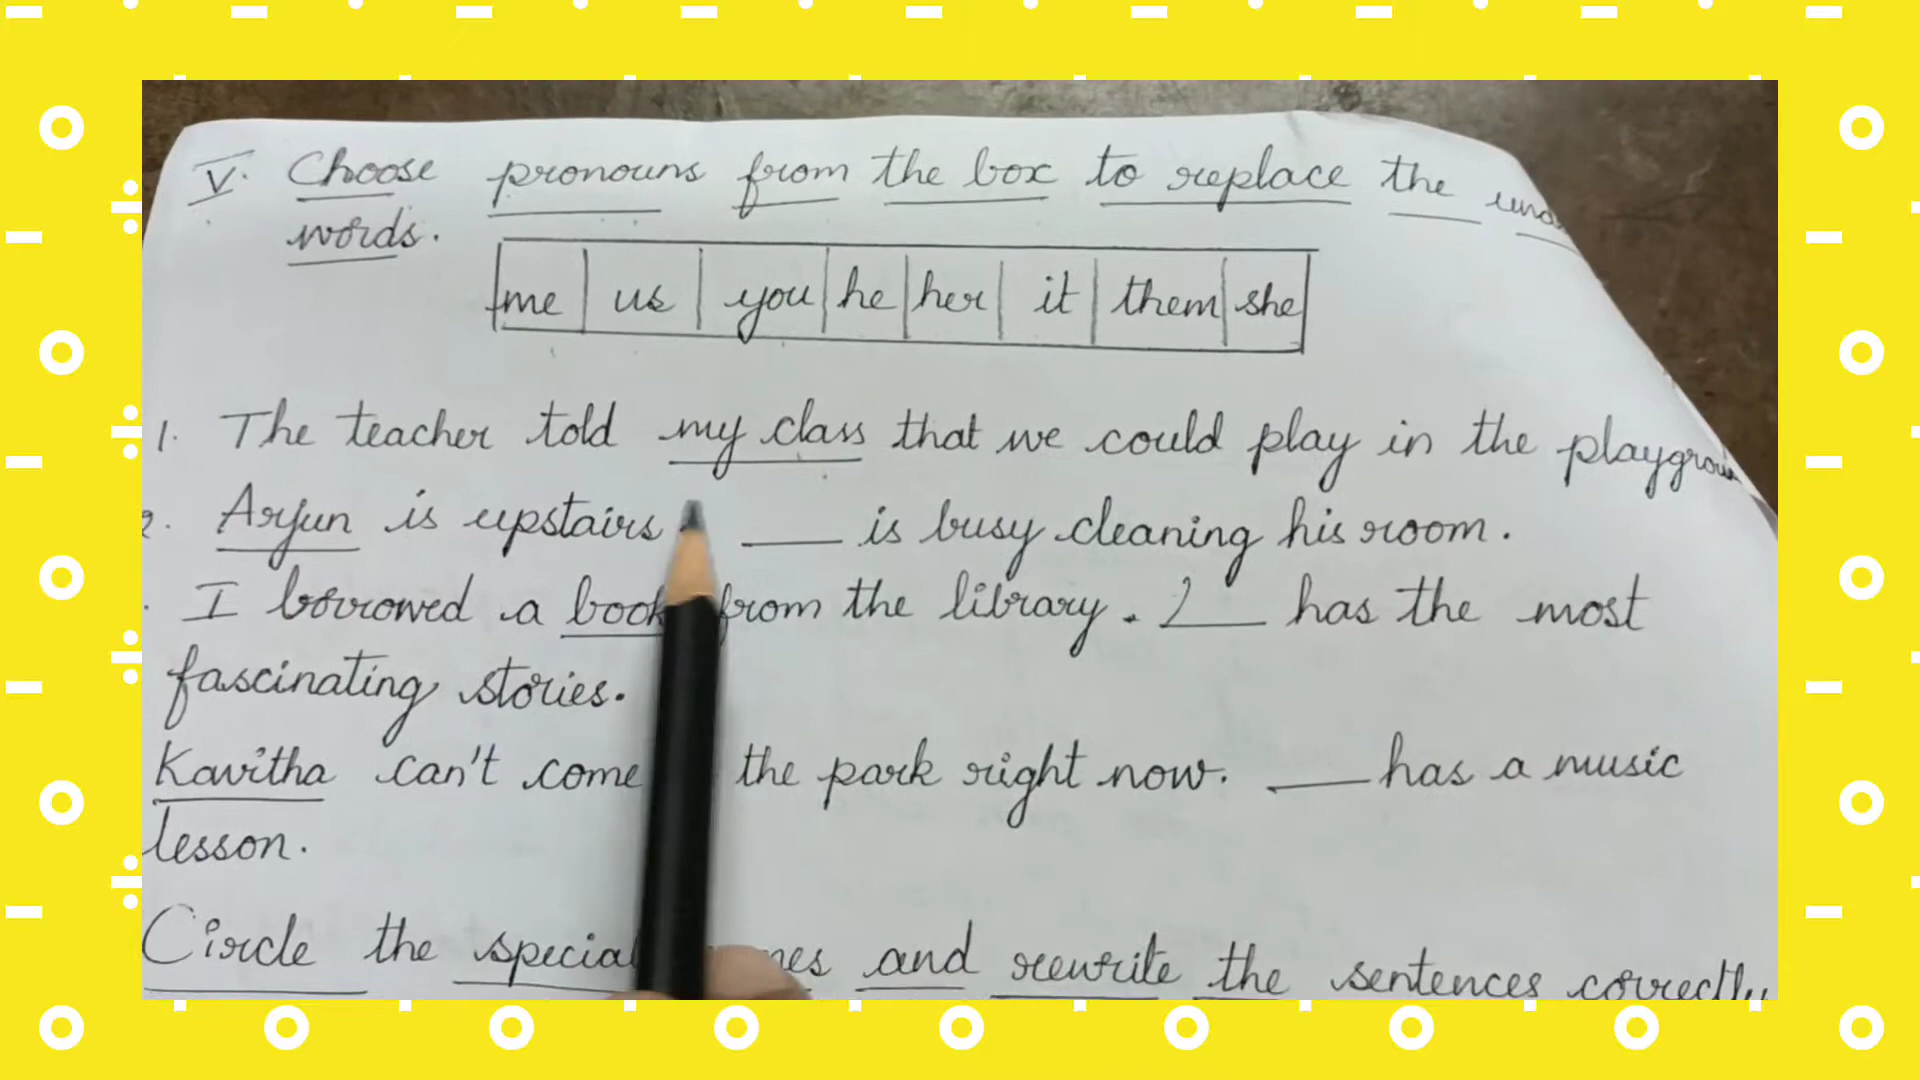 V. Choose pronouns from the box to replace the
words.
me us you he her it them she
1. The teacher told my class that we could play in the
2. Arjun is upstairs ___ is busy cleaning his room.
. I borrowed a book from the library. ___ has the most
fascinating stories.
Kavitha can't come the park right now. ___ has a music
lesson.
Circle the special and rewrite the sentences correctly